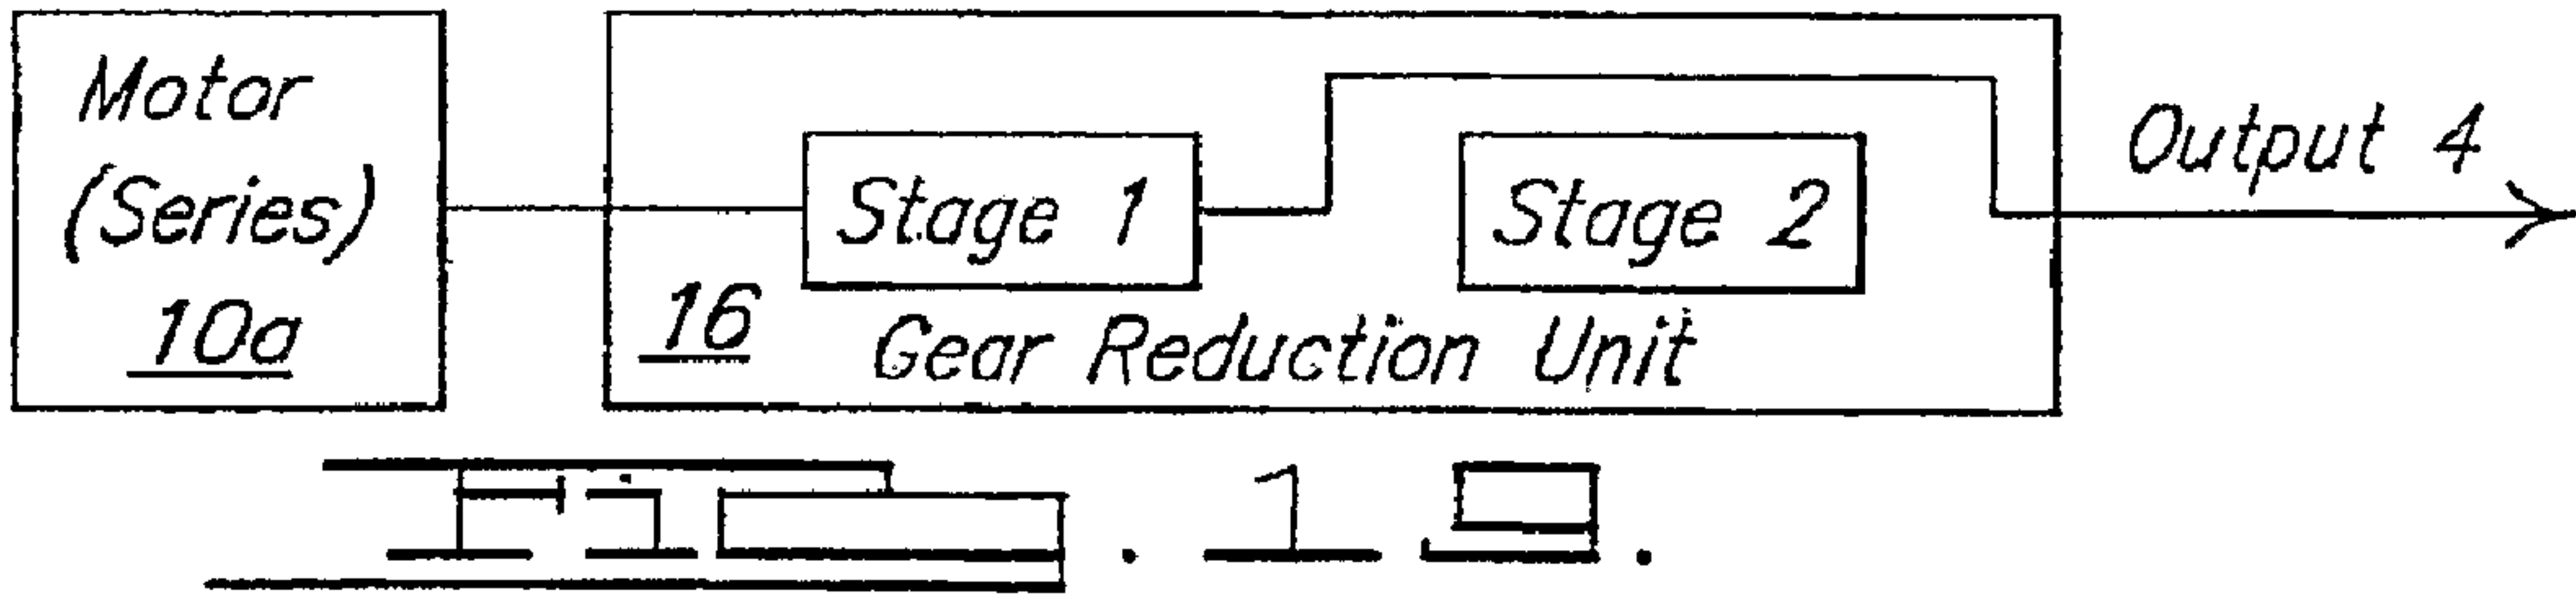 Motor
(Series)
10a
Stage 1
Stage 2
16
Gear Reduction Unit
Output 4
Fig. 19.